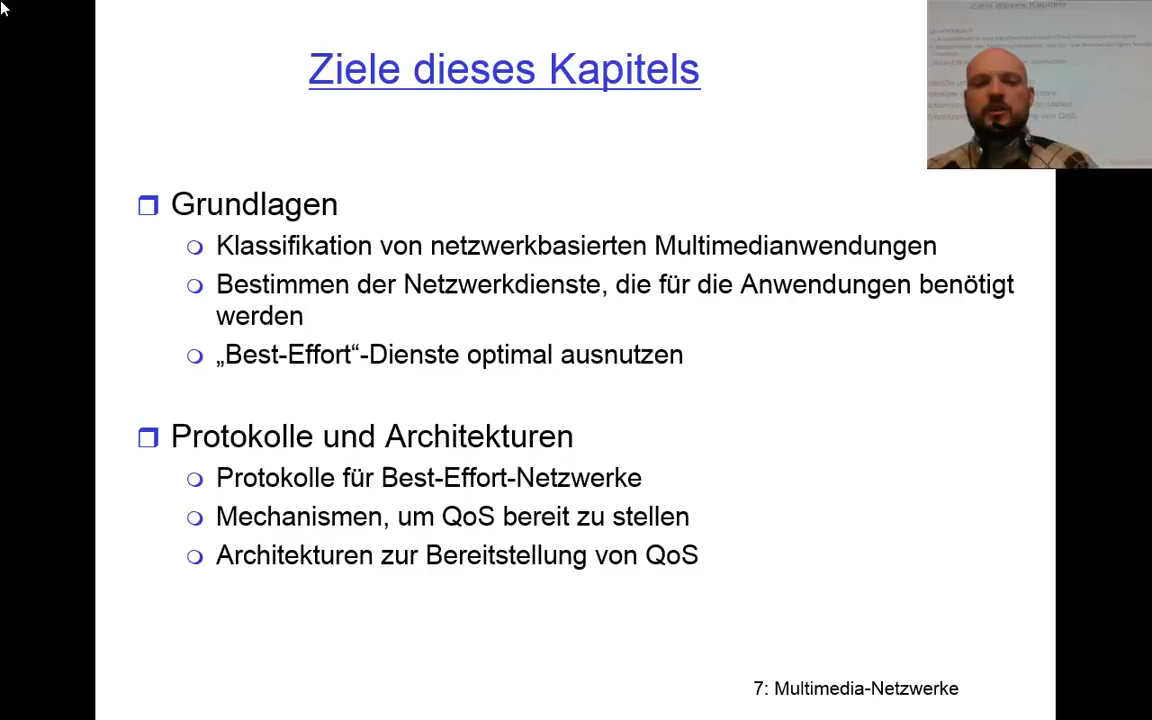 Ziele dieses Kapitels
Grundlagen
Klassifikation von netzwerkbasierten Multimedianwendungen
Bestimmen der Netzwerkdienste, die für die Anwendungen benötigt
werden
„Best-Effort“-Dienste optimal ausnutzen
Protokolle und Architekturen
Protokolle für Best-Effort-Netzwerke
Mechanismen, um QoS bereit zu stellen
Architekturen zur Bereitstellung von QoS
7: Multimedia-Netzwerke